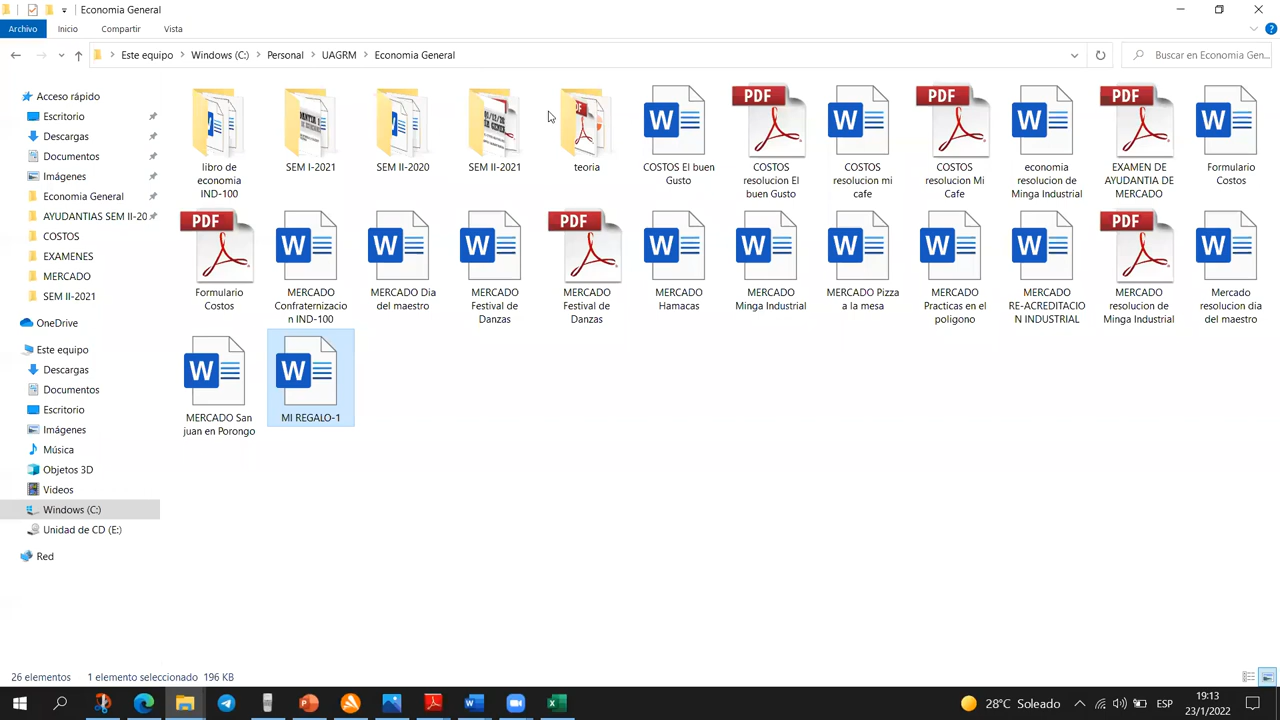 Economia General
Archivo Inicio Compartir Vista
Este equipo Windows (C:) Personal UAGRM Economia General
Buscar en Economia Gen...
Acceso rápido
Escritorio
Descargas
Documentos
Imágenes
Economia General
AYUDANTIAS SEM II-20
COSTOS
EXAMENES
MERCADO
SEM II-2021
OneDrive
Este equipo
Descargas
Documentos
Escritorio
Imágenes
Música
Objetos 3D
Videos
Windows (C:)
Unidad de CD (E:)
Red
libro de
economia
IND-100
SEM I-2021
SEM II-2020
SEM II-2021
teoria
COSTOS El buen
Gusto
COSTOS
resolucion El
buen Gusto
COSTOS
resolucion mi
cafe
COSTOS
resolucion Mi
Cafe
economia
resolucion de
Minga Industrial
EXAMEN DE
AYUDANTIA DE
MERCADO
Formulario
Costos
Formulario
Costos
MERCADO
Confraternizacio
n IND-100
MERCADO Dia
del maestro
MERCADO
Festival de
Danzas
MERCADO
Festival de
Danzas
MERCADO
Hamacas
MERCADO
Minga Industrial
MERCADO Pizza
a la mesa
MERCADO
Practicas en el
poligono
MERCADO
RE-ACREDITACIO
N INDUSTRIAL
MERCADO
resolucion de
Minga Industrial
Mercado
resolucion dia
del maestro
MERCADO San
juan en Porongo
MI REGALO-1
26 elementos 1 elemento seleccionado 196 KB
28°C Soleado
ESP
19:13
23/1/2022